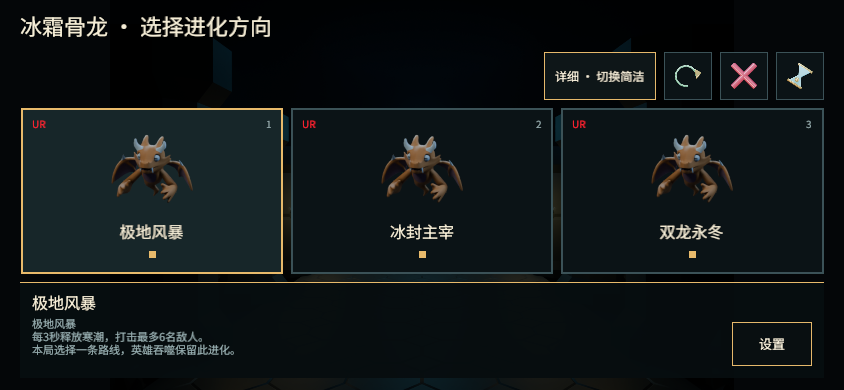 冰霜骨龙 · 选择进化方向
详细 · 切换简洁
UR 1
UR 2
UR 3
极地风暴
冰封主宰
双龙永冬
极地风暴
极地风暴
每3秒释放寒潮，打击最多6名敌人。
本局选择一条路线，英雄吞噬保留此进化。
设置